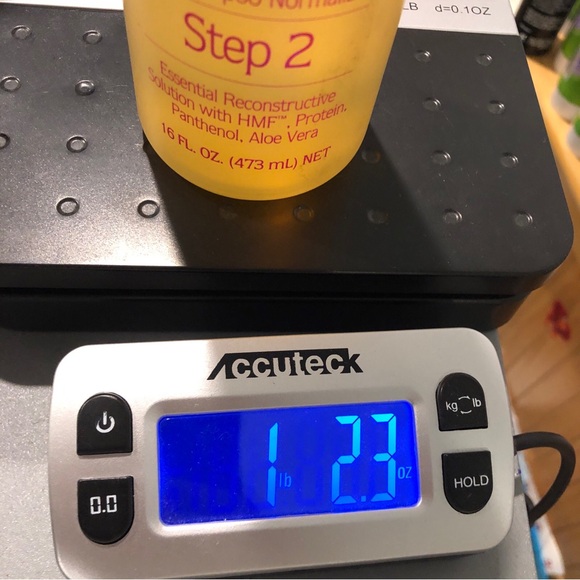 LB d=0.1OZ
Step 2
Essential Reconstructive
Solution with HMF™, Protein,
Panthenol, Aloe Vera
16 FL. OZ. (473 mL) NET
Accuteck
1 lb 2.3 oz
kg lb
0.0
HOLD